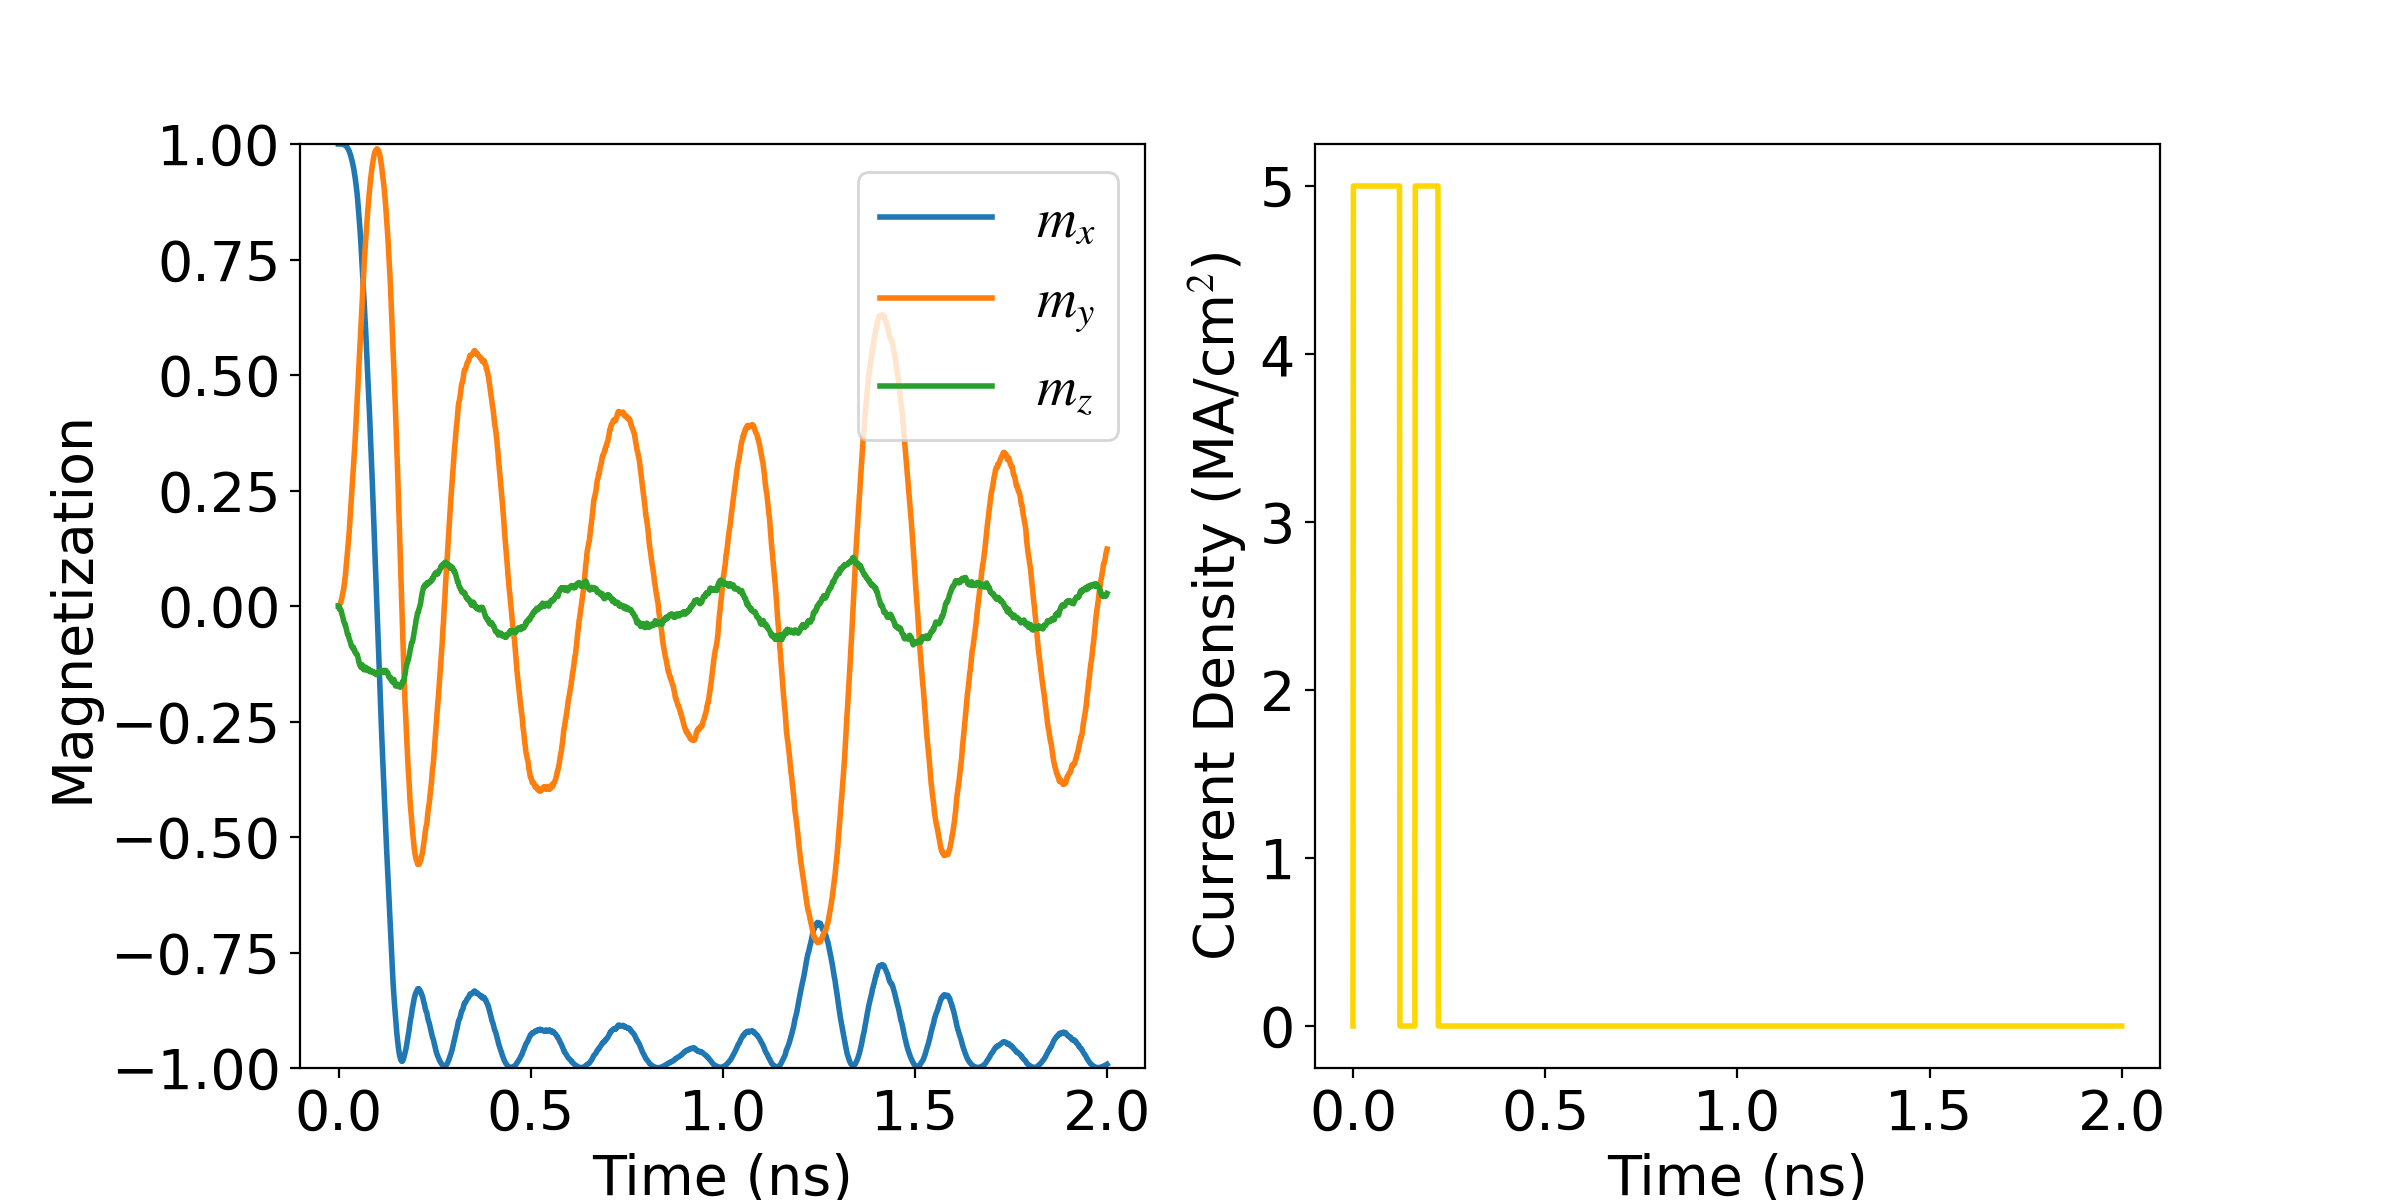 Magnetization
1.00
0.75
0.50
0.25
0.00
−0.25
−0.50
−0.75
−1.00
0.0 0.5 1.0 1.5 2.0
Time (ns)
m_x
m_y
m_z
Current Density (MA/cm²)
5
4
3
2
1
0
0.0 0.5 1.0 1.5 2.0
Time (ns)